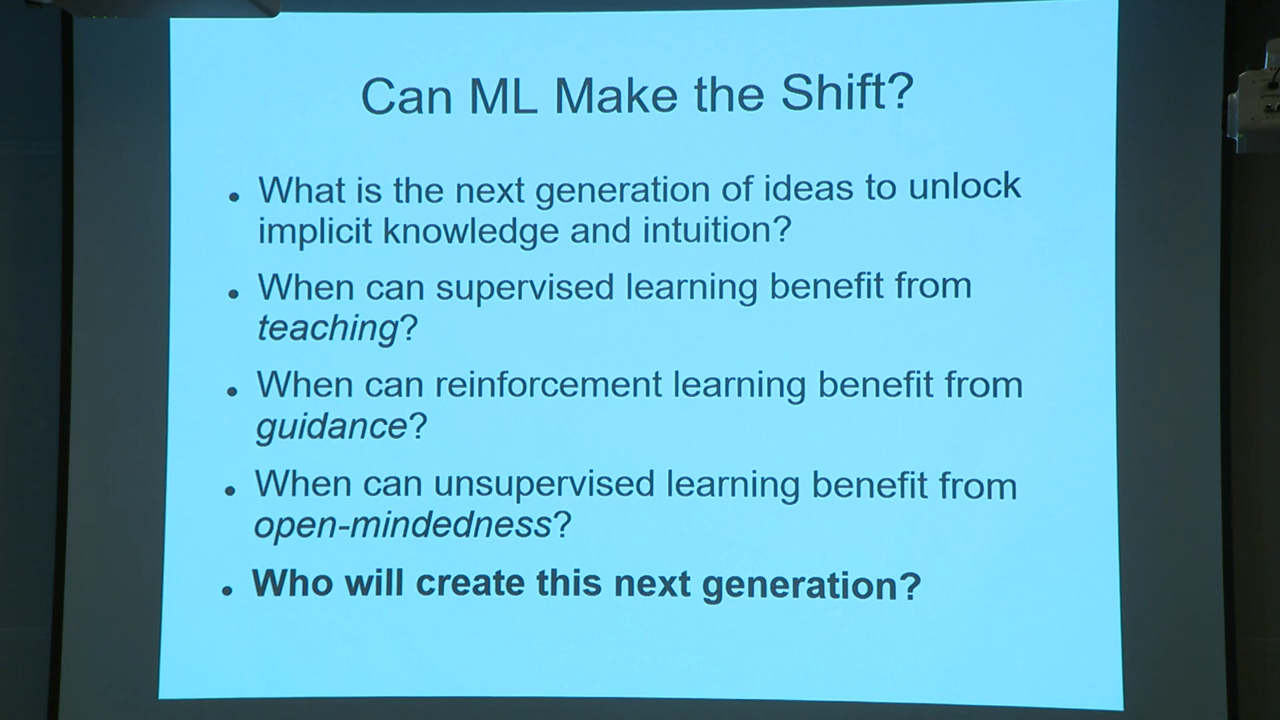 Can ML Make the Shift?
• What is the next generation of ideas to unlock
implicit knowledge and intuition?
• When can supervised learning benefit from
teaching?
• When can reinforcement learning benefit from
guidance?
• When can unsupervised learning benefit from
open-mindedness?
• Who will create this next generation?